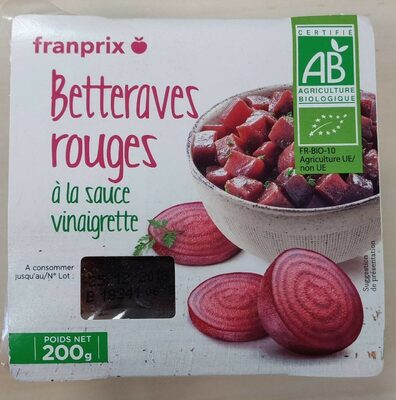 franprix
Betteraves
rouges
à la sauce
vinaigrette
CERTIFIÉ
AB
AGRICULTURE
BIOLOGIQUE
FR-BIO-10
Agriculture UE/
non UE
A consommer
jusqu'au/N° Lot :
Suggestion
de présentation
POIDS NET
200g